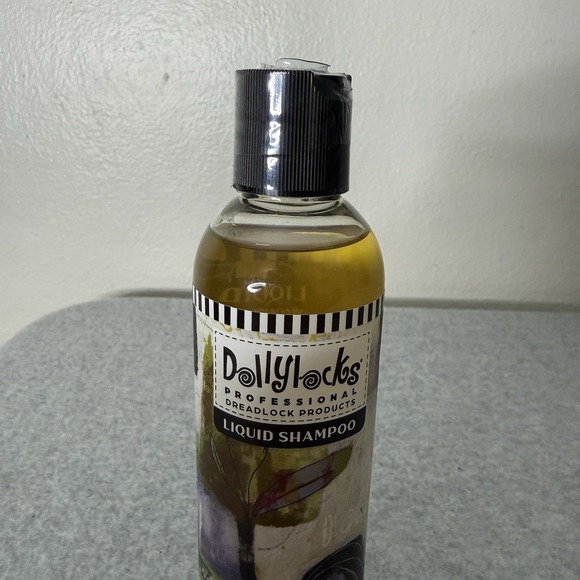 Dollylocks®
PROFESSIONAL
DREADLOCK PRODUCTS
LIQUID SHAMPOO